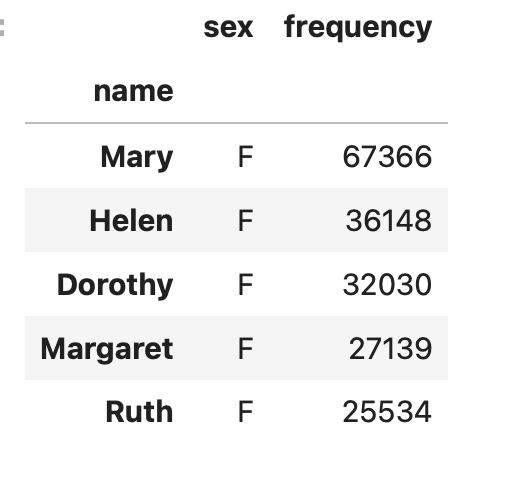 sex frequency
name
Mary F 67366
Helen F 36148
Dorothy F 32030
Margaret F 27139
Ruth F 25534